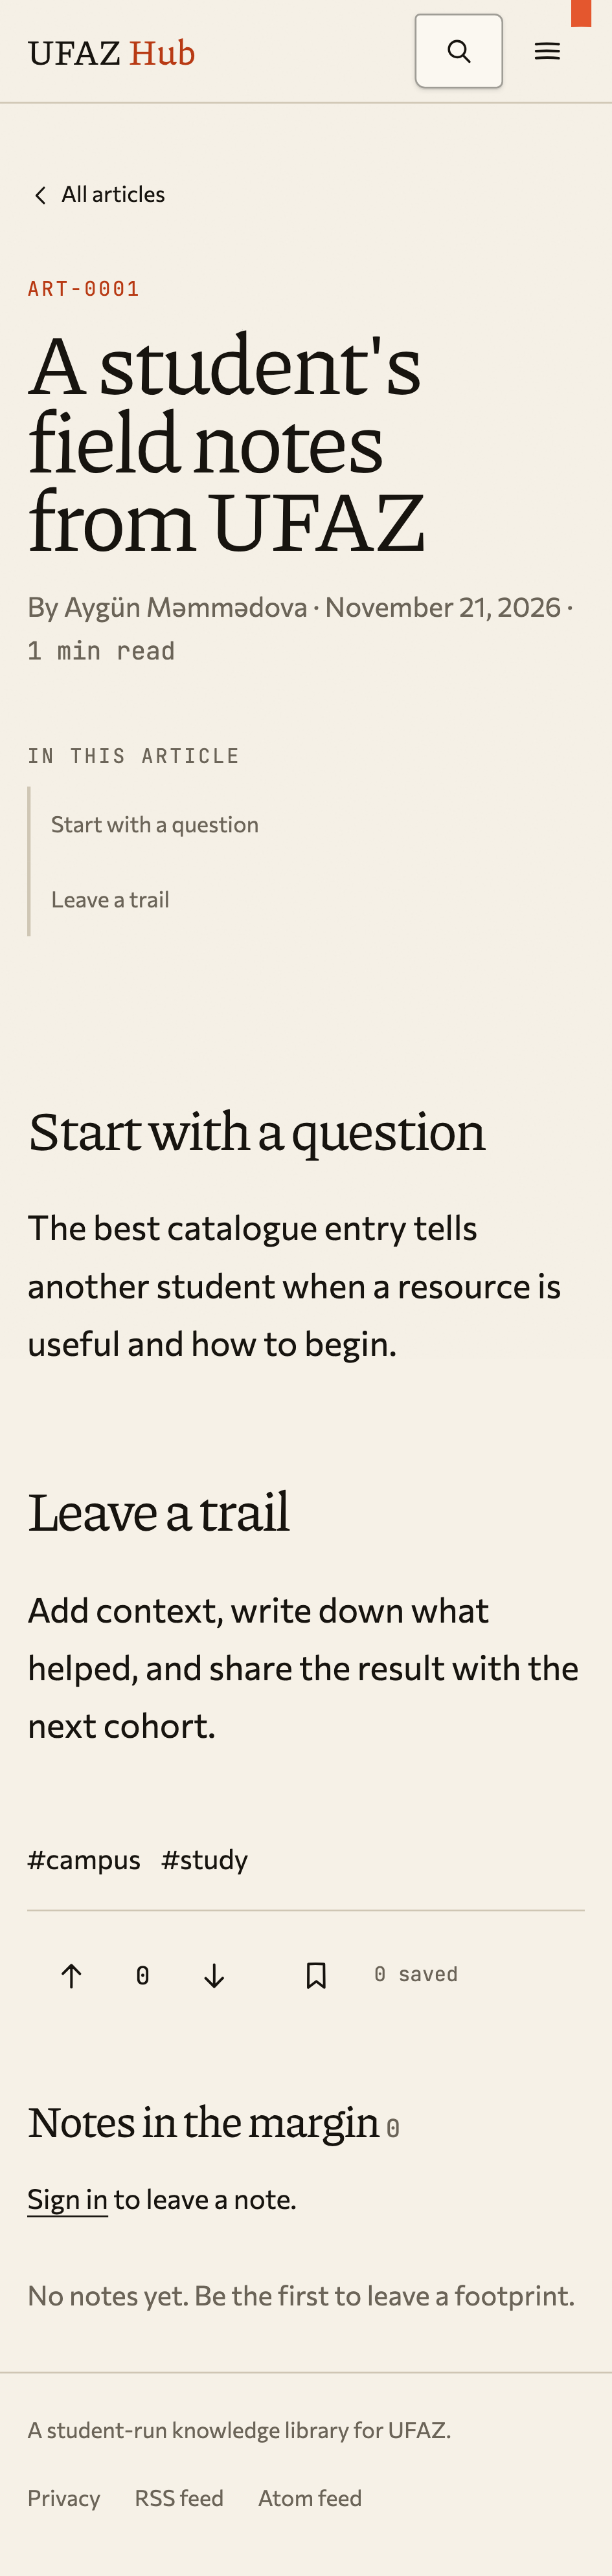 UFAZ Hub
All articles
ART-0001
A student's
field notes
from UFAZ
By Aygün Məmmədova · November 21, 2026 ·
1 min read
IN THIS ARTICLE
Start with a question
Leave a trail
Start with a question
The best catalogue entry tells
another student when a resource is
useful and how to begin.
Leave a trail
Add context, write down what
helped, and share the result with the
next cohort.
#campus #study
0 0 saved
Notes in the margin 0
Sign in to leave a note.
No notes yet. Be the first to leave a footprint.
A student-run knowledge library for UFAZ.
Privacy RSS feed Atom feed